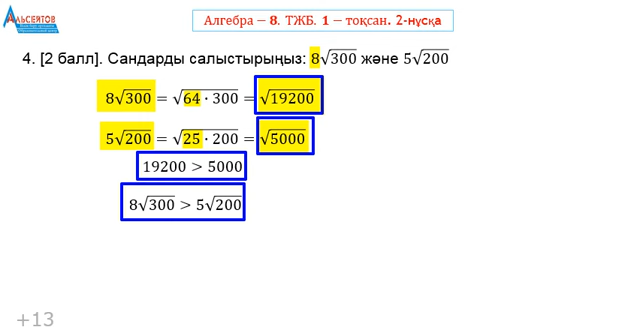 АЛЬСЕЙТОВ
Алгебра – 8. ТЖБ. 1 – тоқсан. 2-нұсқа
4. [2 балл]. Сандарды салыстырыңыз: 8√300 және 5√200
8√300 = √64 · 300 = √19200
5√200 = √25 · 200 = √5000
19200 > 5000
8√300 > 5√200
+13